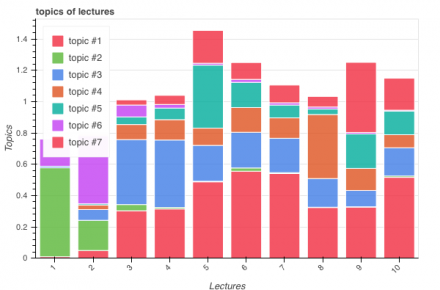 topics of lectures
topic #1
topic #2
topic #3
topic #4
topic #5
topic #6
topic #7
1.4
1.2
1
0.8
0.6
0.4
0.2
0
Topics
1 2 3 4 5 6 7 8 9 10
Lectures